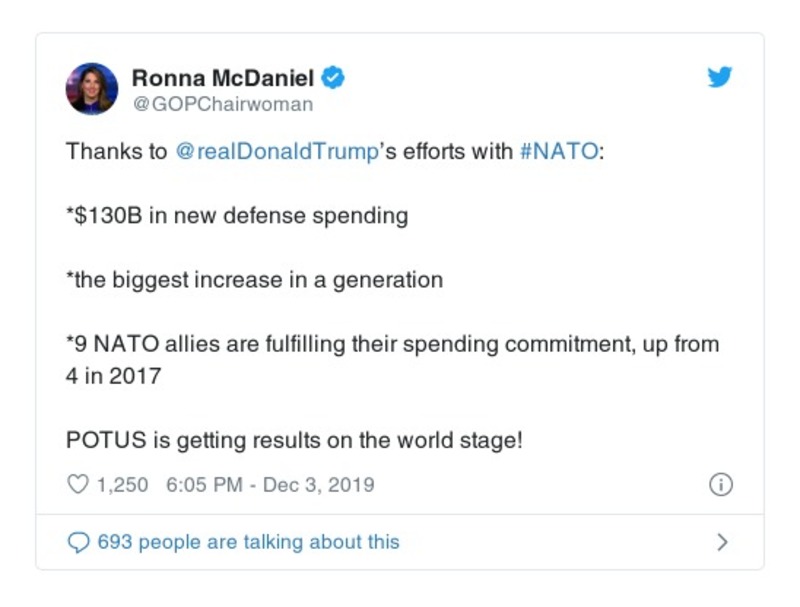 Ronna McDaniel
@GOPChairwoman
Thanks to @realDonaldTrump’s efforts with #NATO:
*$130B in new defense spending
*the biggest increase in a generation
*9 NATO allies are fulfilling their spending commitment, up from
4 in 2017
POTUS is getting results on the world stage!
1,250 6:05 PM - Dec 3, 2019
693 people are talking about this